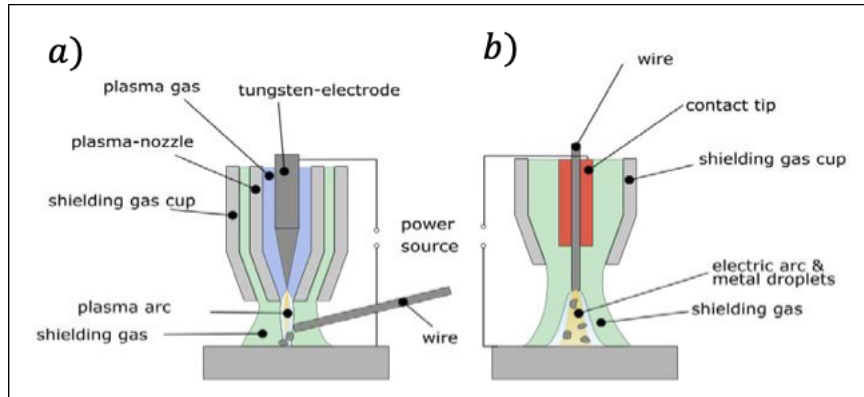 a)
plasma gas
tungsten-electrode
plasma-nozzle
shielding gas cup
plasma arc
shielding gas
wire
power
source
b)
wire
contact tip
shielding gas cup
electric arc &
metal droplets
shielding gas